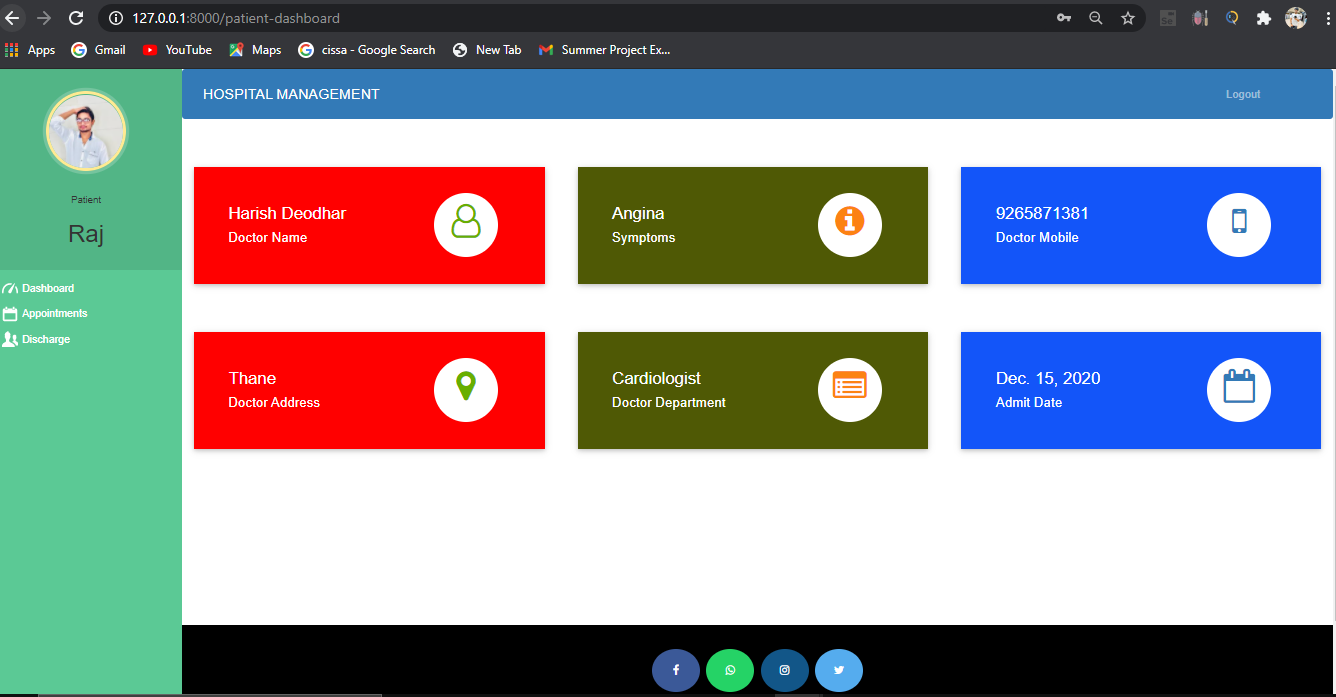 127.0.0.1:8000/patient-dashboard
Apps Gmail YouTube Maps cissa - Google Search New Tab Summer Project Ex...
HOSPITAL MANAGEMENT Logout
Patient
Raj
Dashboard
Appointments
Discharge
Harish Deodhar
Doctor Name
Angina
Symptoms
9265871381
Doctor Mobile
Thane
Doctor Address
Cardiologist
Doctor Department
Dec. 15, 2020
Admit Date